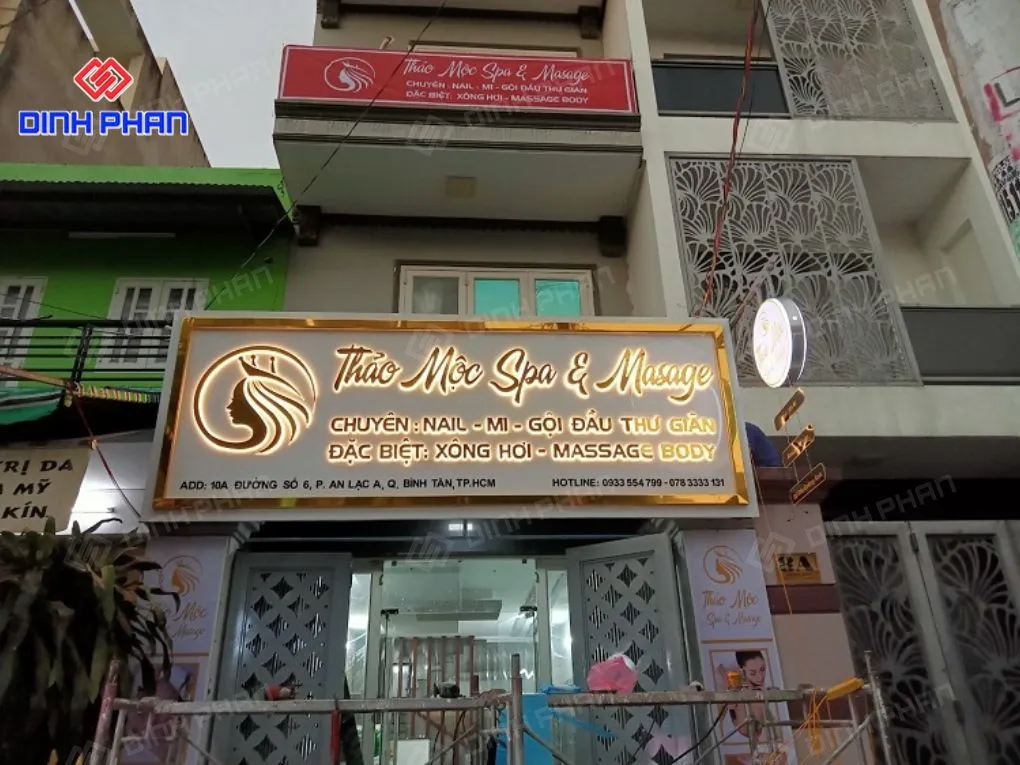 DINH PHAN
Thảo Mộc Spa & Masage
CHUYÊN : NAIL - MI - GỘI ĐẦU THƯ GIÃN
ĐẶC BIỆT: XÔNG HƠI - MASSAGE BODY
Thảo Mộc Spa & Masage
CHUYÊN : NAIL - MI - GỘI ĐẦU THƯ GIÃN
ĐẶC BIỆT: XÔNG HƠI - MASSAGE BODY
ADD: 10A ĐƯỜNG SỐ 6, P. AN LẠC A, Q. BÌNH TÂN, TP.HCM
HOTLINE: 0933 554 799 - 078 3333 131
TRỊ DA
MỸ
KÍN
Thảo Mộc
Spa & Masage
Masage